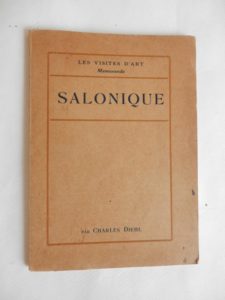 LES VISITES D'ART
Memoranda
SALONIQUE
PAR CHARLES DIEHL